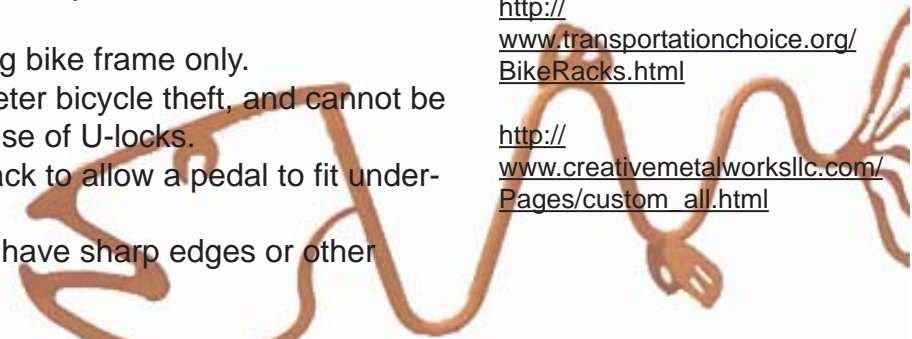 g bike frame only.
eter bicycle theft, and cannot be
se of U-locks.
ack to allow a pedal to fit under-
have sharp edges or other
http://
www.transportationchoice.org/
BikeRacks.html
http://
www.creativemetalworksllc.com/
Pages/custom_all.html